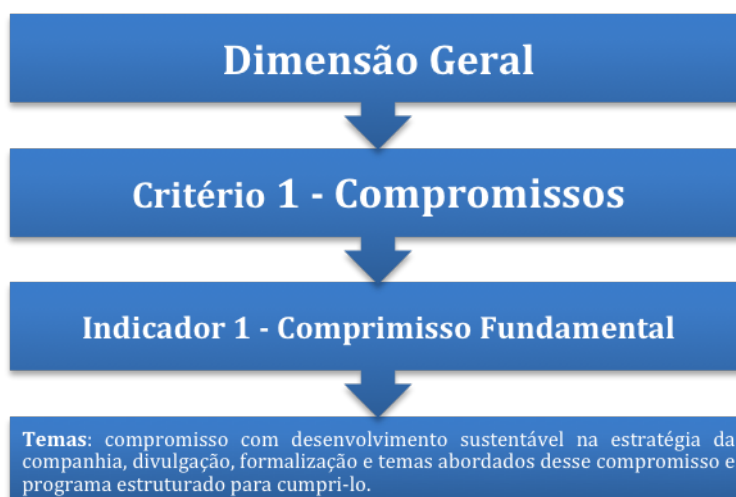 Dimensão Geral
Critério 1 - Compromissos
Indicador 1 - Comprimisso Fundamental
Temas: compromisso com desenvolvimento sustentável na estratégia da
companhia, divulgação, formalização e temas abordados desse compromisso e
programa estruturado para cumpri-lo.